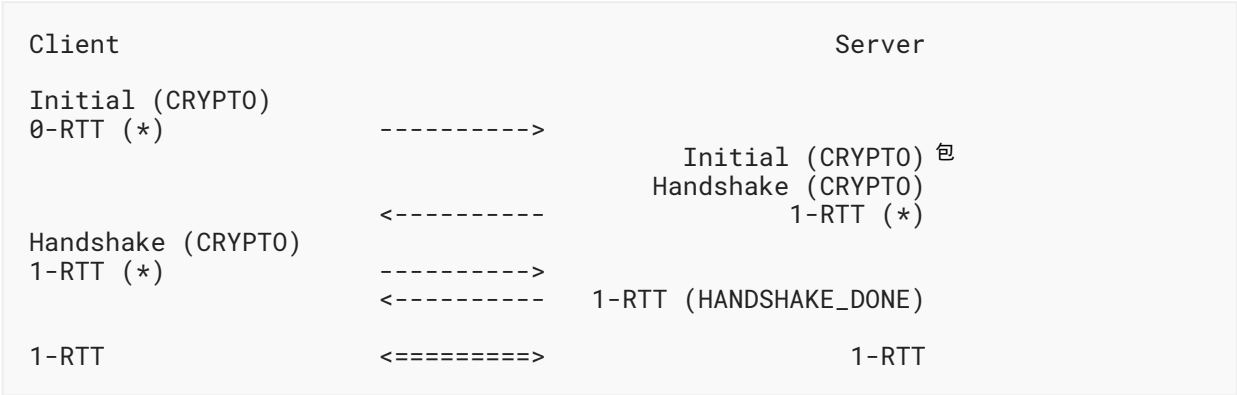 Client                                              Server
Initial (CRYPTO)
0-RTT (*)              ---------->
                                          Initial (CRYPTO) 包
                                        Handshake (CRYPTO)
                       <----------                1-RTT (*)
Handshake (CRYPTO)
1-RTT (*)              ---------->
                       <----------   1-RTT (HANDSHAKE_DONE)
1-RTT                  <=========>                    1-RTT